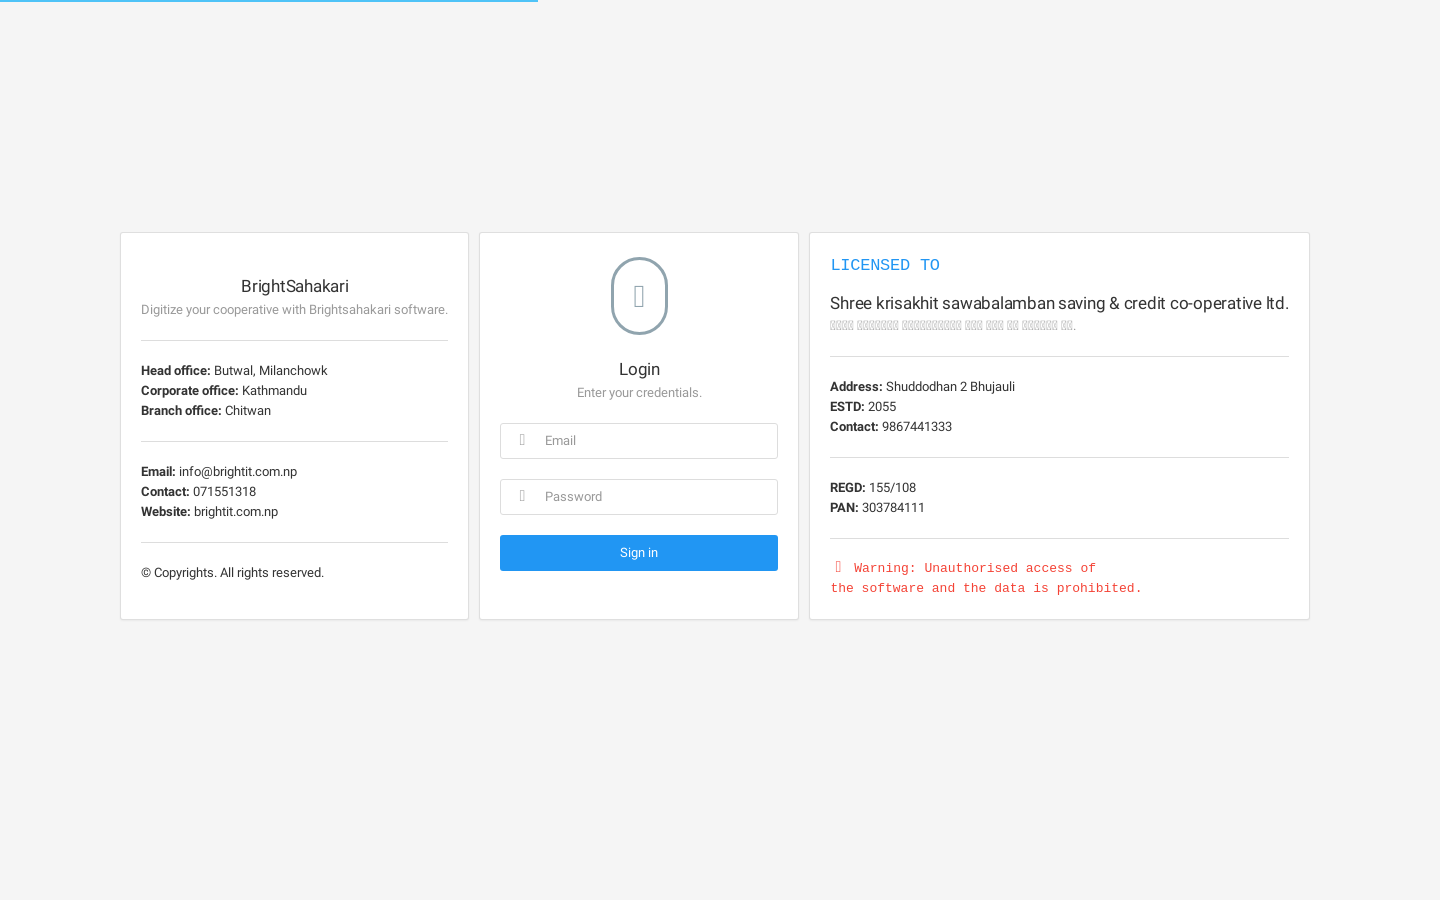 BrightSahakari
Digitize your cooperative with Brightsahakari software.
Head office: Butwal, Milanchowk
Corporate office: Kathmandu
Branch office: Chitwan
Email: info@brightit.com.np
Contact: 071551318
Website: brightit.com.np
© Copyrights. All rights reserved.
Login
Enter your credentials.
Email
Password
Sign in
LICENSED TO
Shree krisakhit sawabalamban saving & credit co-operative ltd.
Address: Shuddodhan 2 Bhujauli
ESTD: 2055
Contact: 9867441333
REGD: 155/108
PAN: 303784111
Warning: Unauthorised access of
the software and the data is prohibited.